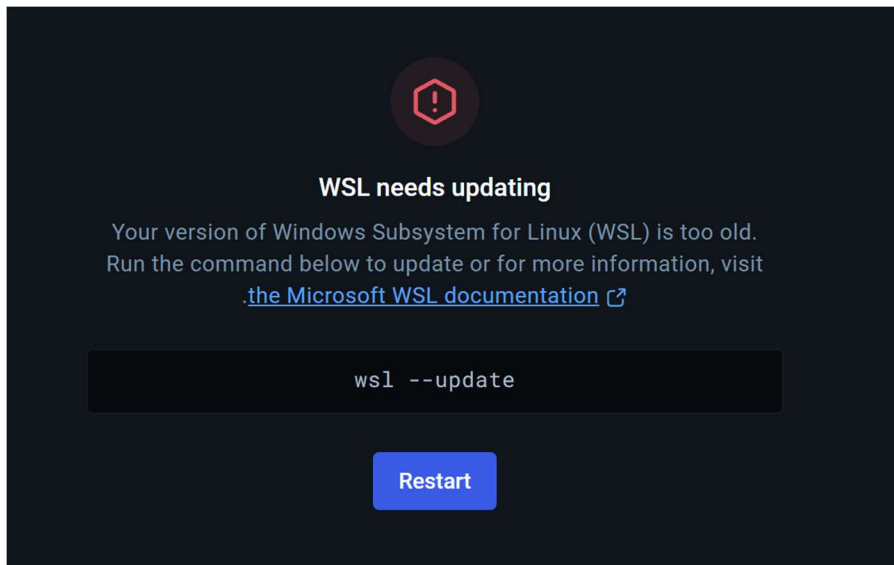 WSL needs updating
Your version of Windows Subsystem for Linux (WSL) is too old.
Run the command below to update or for more information, visit
.the Microsoft WSL documentation
wsl --update
Restart